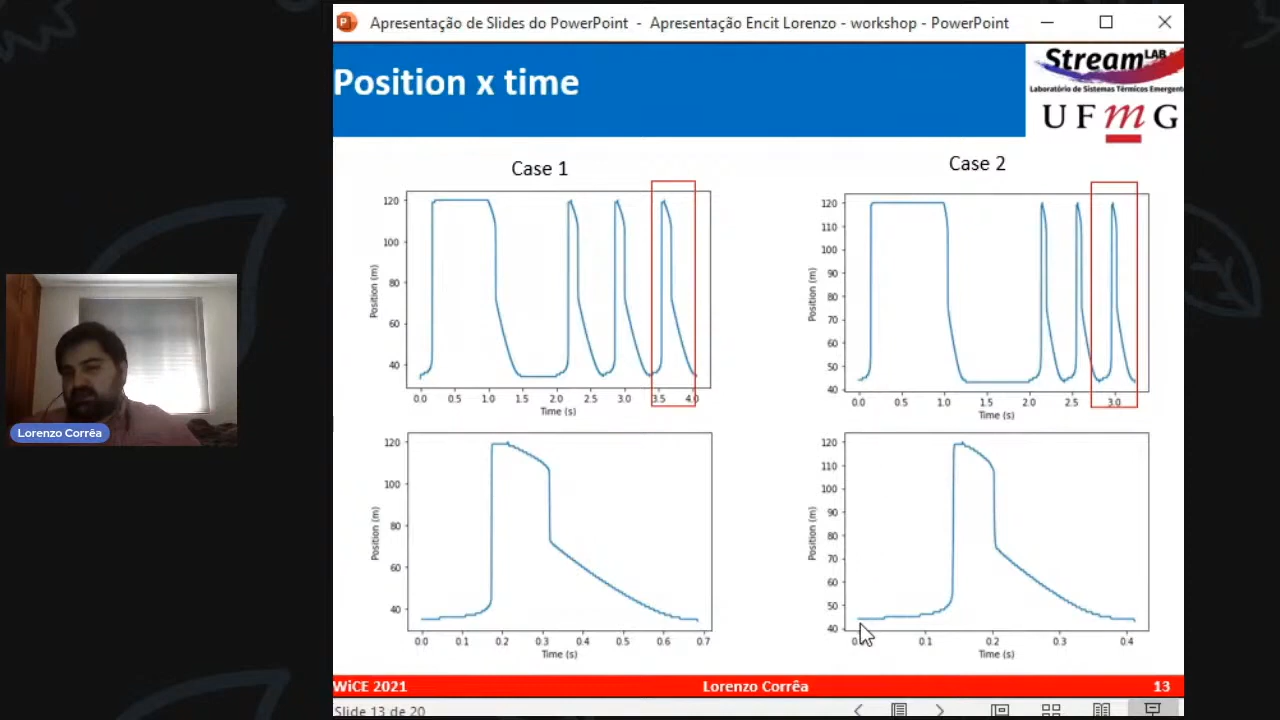 Apresentação de Slides do PowerPoint - Apresentação Encit Lorenzo - workshop - PowerPoint
Position x time
StreamLAB
Laboratório de Sistemas Térmicos Emergent
UFmG
Case 1
Case 2
120
100
80
60
40
Position (m)
0.0 0.5 1.0 1.5 2.0 2.5 3.0 3.5 4.0
Time (s)
120
110
100
90
80
70
60
50
40
Position (m)
0.0 0.5 1.0 1.5 2.0 2.5 3.0
Time (s)
120
100
80
60
40
Position (m)
0.0 0.1 0.2 0.3 0.4 0.5 0.6 0.7
Time (s)
120
110
100
90
80
70
60
50
40
Position (m)
0.1 0.2 0.3 0.4
Time (s)
Lorenzo Corrêa
WiCE 2021 Lorenzo Corrêa 13
Slide 13 de 20